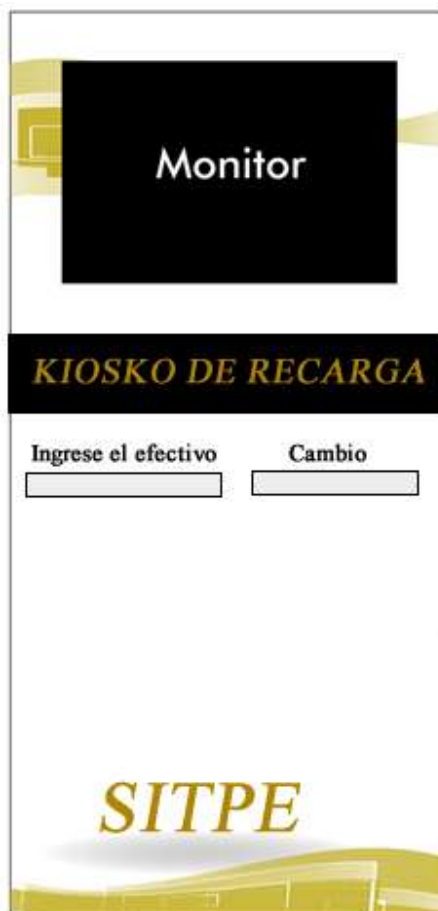 Monitor
KIOSKO DE RECARGA
Ingrese el efectivo
Cambio
SITPE